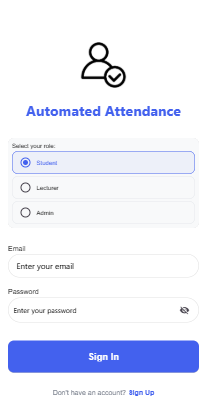 Automated Attendance
Select your role:
Student
Lecturer
Admin
Email
Enter your email
Password
Enter your password
Sign In
Don't have an account? Sign Up